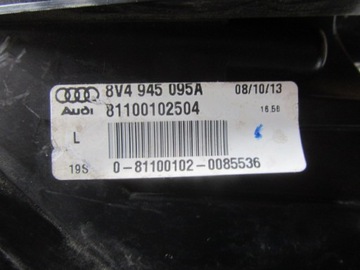 8V4 945 095A 08/10/13
Audi 81100102504 16.56
L
19S 0-81100102-0085536